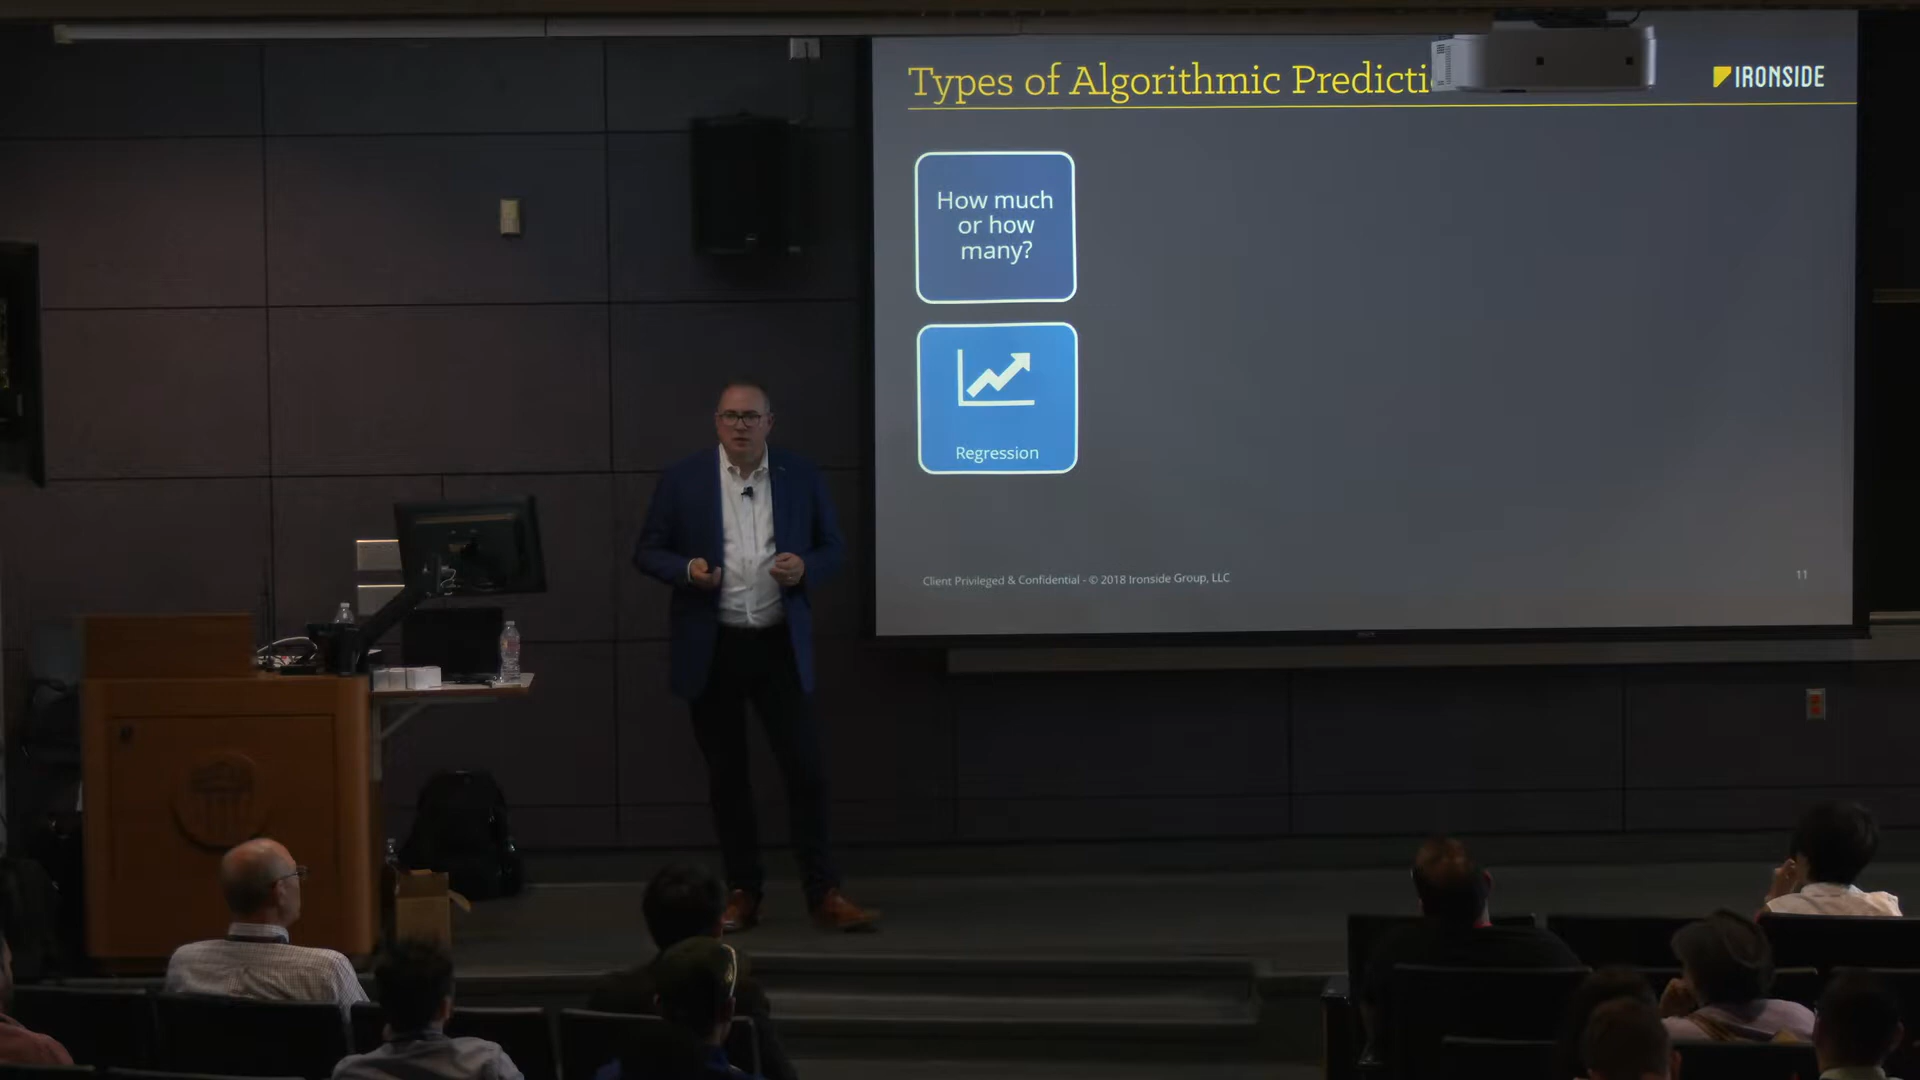 Types of Algorithmic Predicti
IRONSIDE
How much
or how
many?
Regression
Client Privileged & Confidential - © 2018 Ironside Group, LLC
11